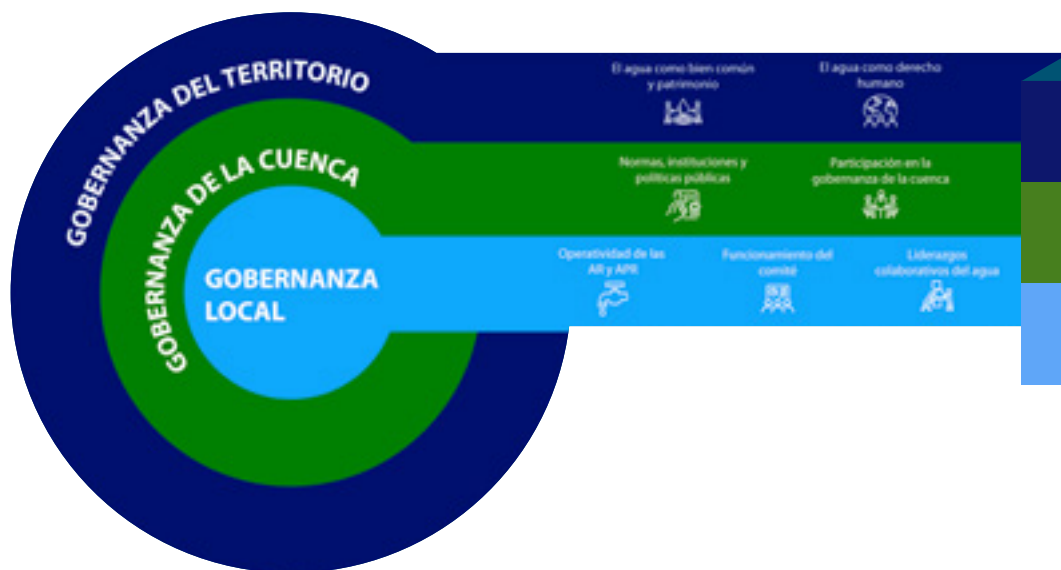 GOBERNANZA DEL TERRITORIO
El agua como bien común
y patrimonio
El agua como derecho
humano
GOBERNANZA DE LA CUENCA
Normas, instituciones y
políticas públicas
Participación en la
gobernanza de la cuenca
GOBERNANZA
LOCAL
Operatividad de las
AR y APR
Funcionamiento del
comité
Liderazgos
colaborativos del agua